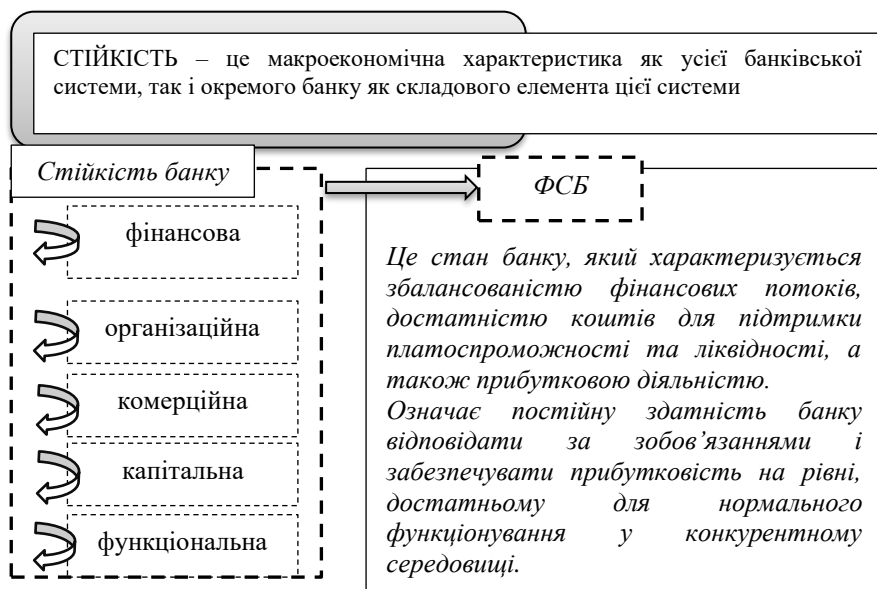 СТІЙКІСТЬ – це макроекономічна характеристика як усієї банківської
системи, так і окремого банку як складового елемента цієї системи
Стійкість банку
фінансова
організаційна
комерційна
капітальна
функціональна
ФСБ
Це стан банку, який характеризується
збалансованістю фінансових потоків,
достатністю коштів для підтримки
платоспроможності та ліквідності, а
також прибутковою діяльністю.
Означає постійну здатність банку
відповідати за зобов’язаннями і
забезпечувати прибутковість на рівні,
достатньому для нормального
функціонування у конкурентному
середовищі.